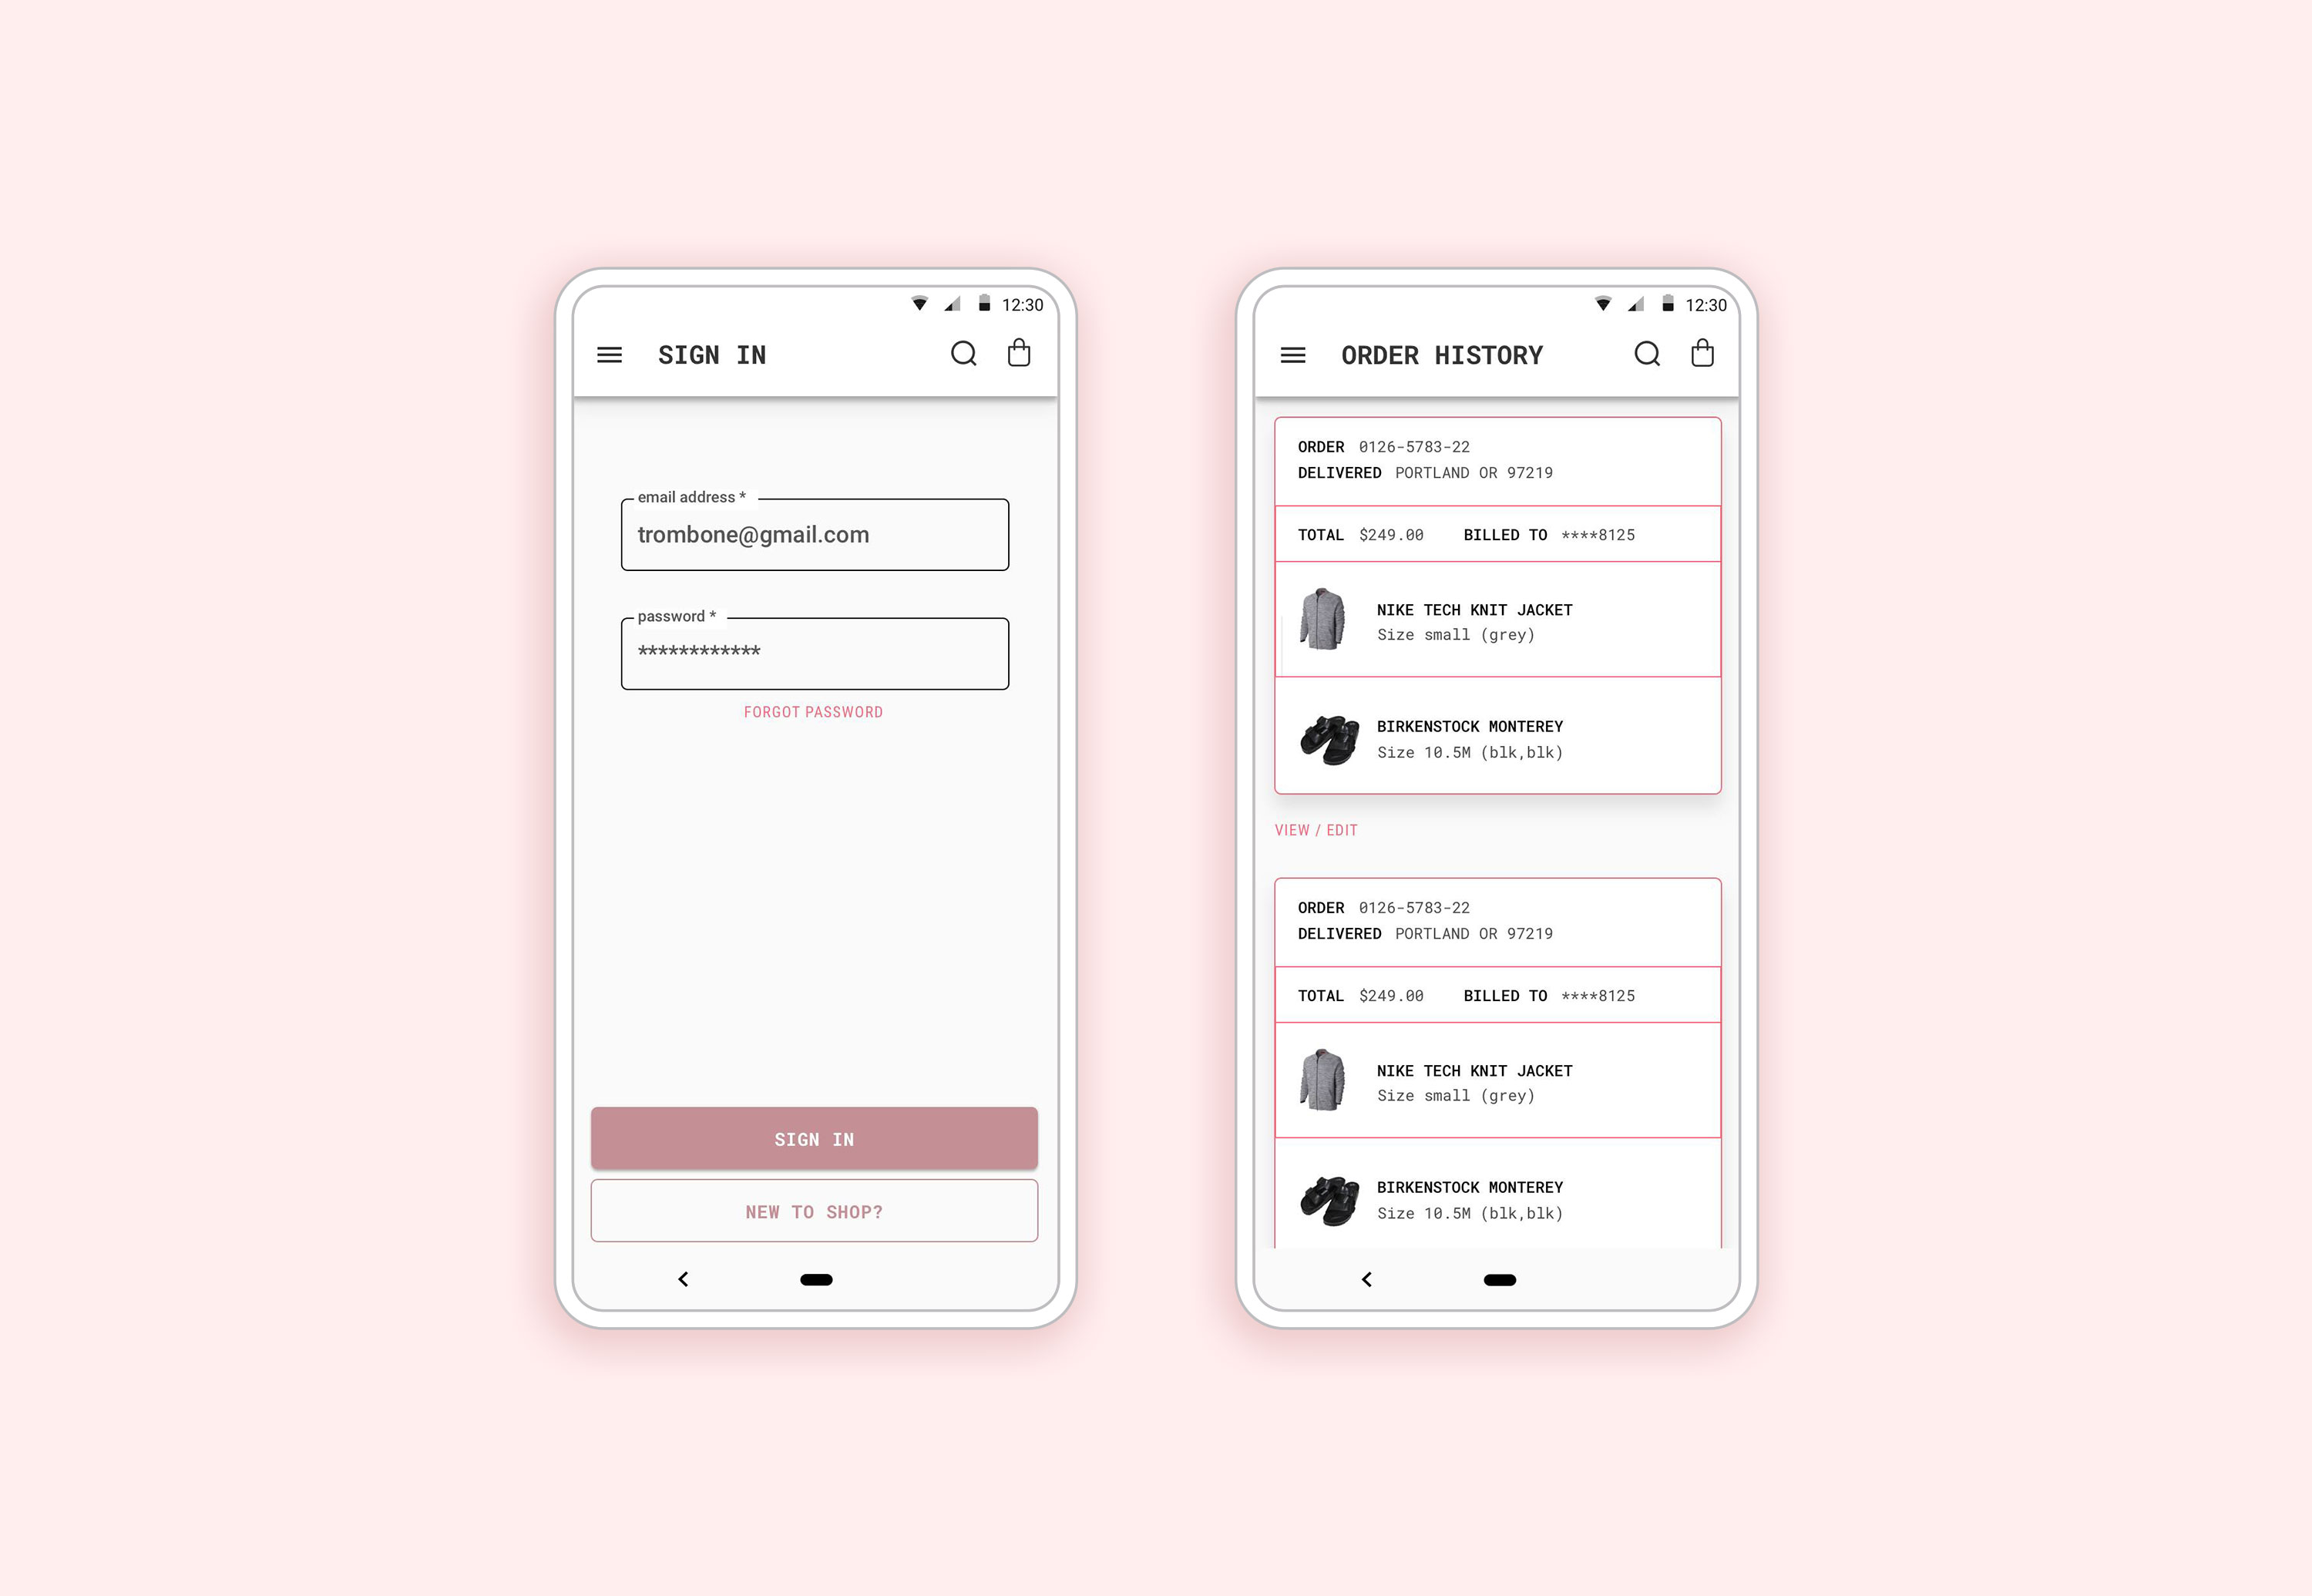 12:30
SIGN IN
email address *
trombone@gmail.com
password *
************
FORGOT PASSWORD
SIGN IN
NEW TO SHOP?
12:30
ORDER HISTORY
ORDER 0126-5783-22
DELIVERED PORTLAND OR 97219
TOTAL $249.00 BILLED TO ****8125
NIKE TECH KNIT JACKET
Size small (grey)
BIRKENSTOCK MONTEREY
Size 10.5M (blk,blk)
VIEW / EDIT
ORDER 0126-5783-22
DELIVERED PORTLAND OR 97219
TOTAL $249.00 BILLED TO ****8125
NIKE TECH KNIT JACKET
Size small (grey)
BIRKENSTOCK MONTEREY
Size 10.5M (blk,blk)